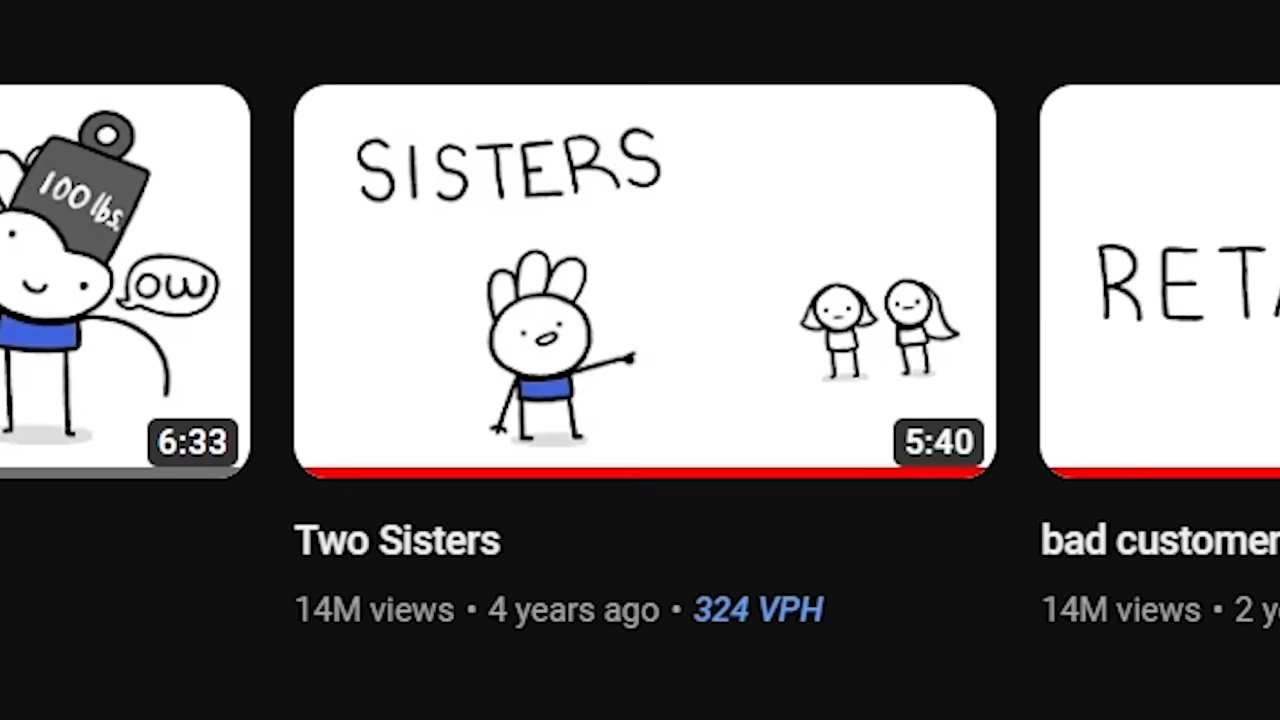 100 lbs.
OW
6:33
SISTERS
5:40
Two Sisters
14M views • 4 years ago • 324 VPH
RETA
bad customer
14M views • 2 y